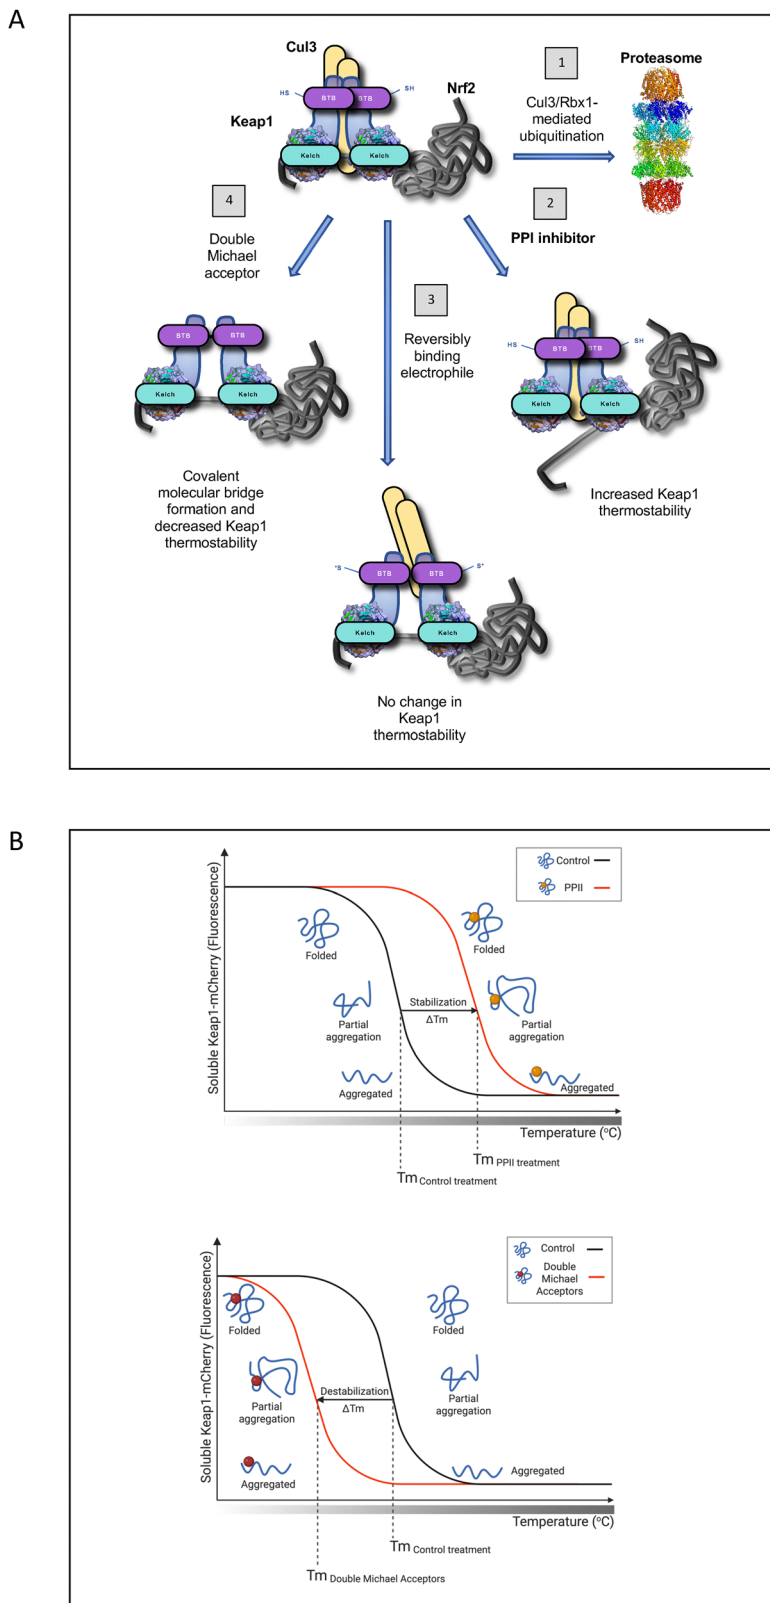 A
Cul3
HS
SH
BTB
BTB
Nrf2
Keap1
Kelch
Kelch
1
Cul3/Rbx1-
mediated
ubiquitination
Proteasome
4
Double
Michael
acceptor
2
PPI inhibitor
3
Reversibly
binding
electrophile
BTB
BTB
Kelch
Kelch
Covalent
molecular bridge
formation and
decreased Keap1
thermostability
HS
SH
BTB
BTB
Kelch
Kelch
Increased Keap1
thermostability
*S
S*
BTB
BTB
Kelch
Kelch
No change in
Keap1
thermostability
B
Soluble Keap1-mCherry (Fluorescence)
Control
PPII
Folded
Folded
Partial
aggregation
Stabilization
ΔTm
Partial
aggregation
Aggregated
Aggregated
Temperature (°C)
Tm PPII treatment
Tm Control treatment
Soluble Keap1-mCherry (Fluorescence)
Control
Double
Michael
Acceptors
Folded
Folded
Partial
aggregation
Destabilization
ΔTm
Partial
aggregation
Aggregated
Aggregated
Temperature (°C)
Tm Control treatment
Tm Double Michael Acceptors